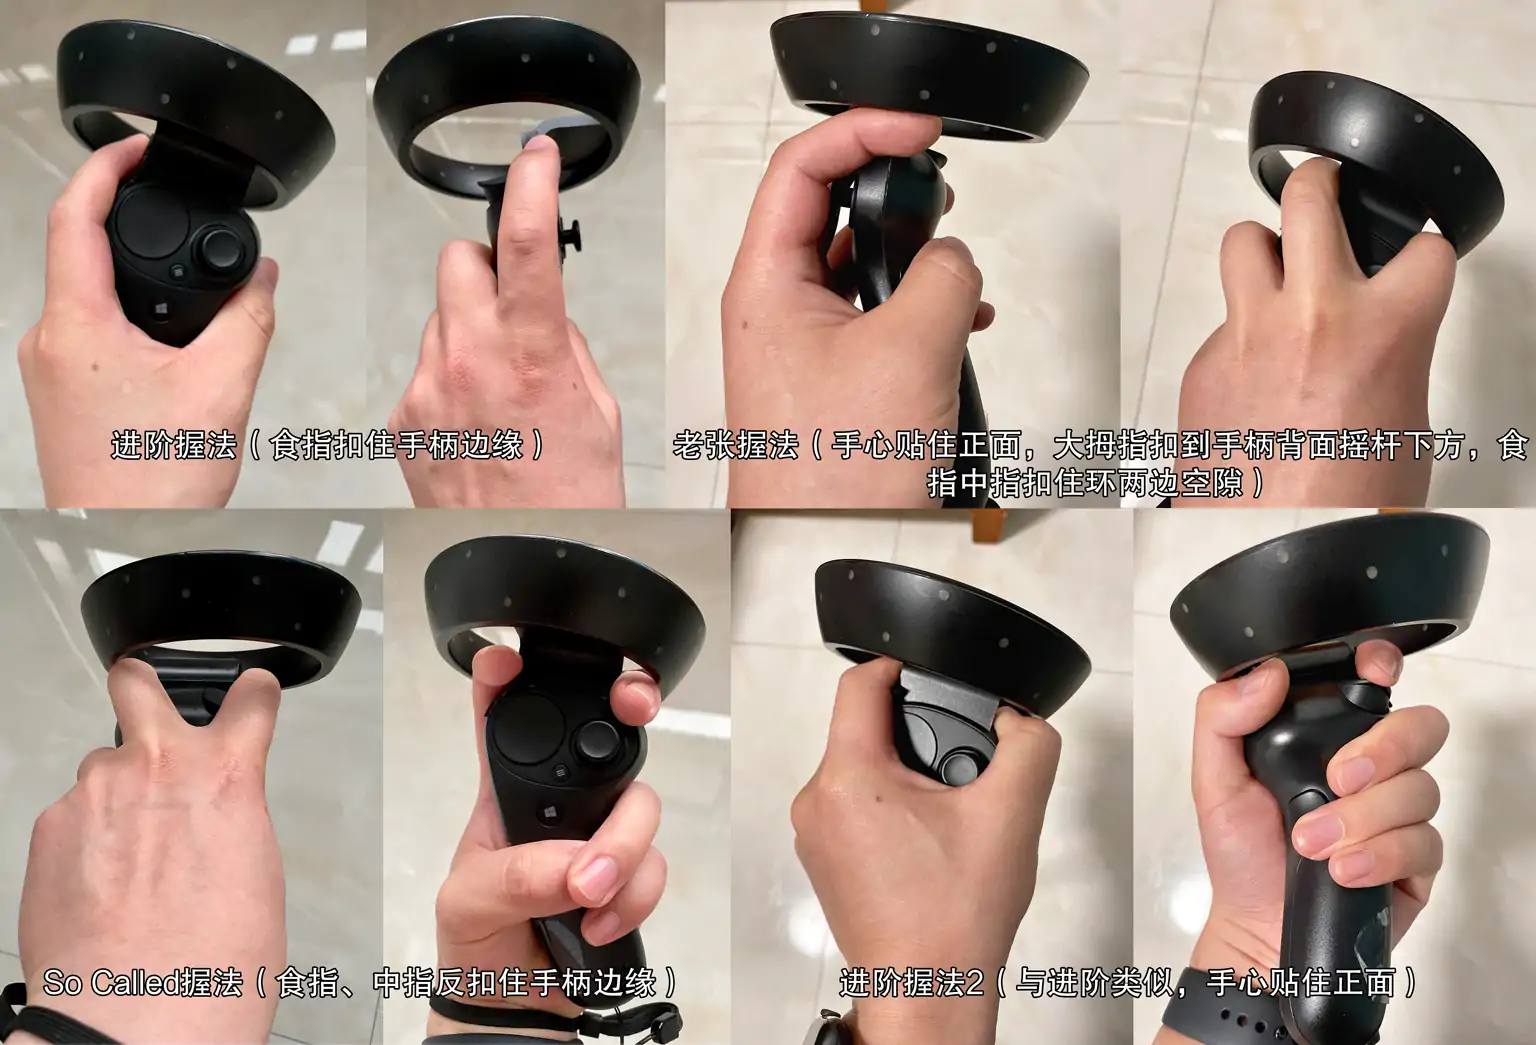 进阶握法（食指扣住手柄边缘）
老张握法（手心贴住正面，大拇指扣到手柄背面摇杆下方，食
指中指扣住环两边空隙）
So Called握法（食指、中指反扣住手柄边缘）
进阶握法2（与进阶类似，手心贴住正面）